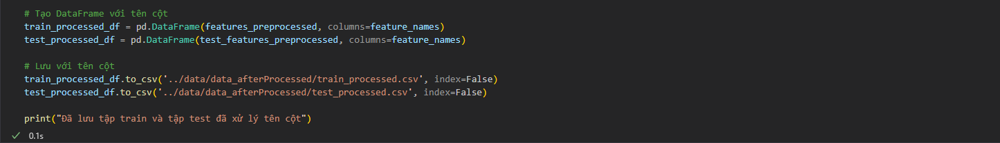 # Tạo DataFrame với tên cột
train_processed_df = pd.DataFrame(features_preprocessed, columns=feature_names)
test_processed_df = pd.DataFrame(test_features_preprocessed, columns=feature_names)
# Lưu với tên cột
train_processed_df.to_csv('../data/data_afterProcessed/train_processed.csv', index=False)
test_processed_df.to_csv('../data/data_afterProcessed/test_processed.csv', index=False)
print("Đã lưu tập train và tập test đã xử lý tên cột")
✓ 0.1s